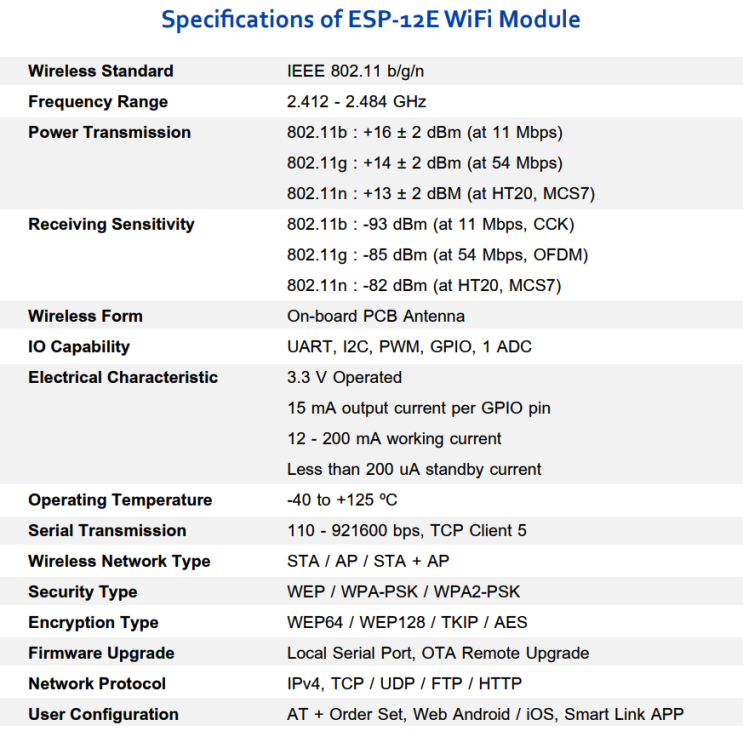 Specifications of ESP-12E WiFi Module
Wireless Standard IEEE 802.11 b/g/n
Frequency Range 2.412 - 2.484 GHz
Power Transmission 802.11b : +16 ± 2 dBm (at 11 Mbps)
802.11g : +14 ± 2 dBm (at 54 Mbps)
802.11n : +13 ± 2 dBM (at HT20, MCS7)
Receiving Sensitivity 802.11b : -93 dBm (at 11 Mbps, CCK)
802.11g : -85 dBm (at 54 Mbps, OFDM)
802.11n : -82 dBm (at HT20, MCS7)
Wireless Form On-board PCB Antenna
IO Capability UART, I2C, PWM, GPIO, 1 ADC
Electrical Characteristic 3.3 V Operated
15 mA output current per GPIO pin
12 - 200 mA working current
Less than 200 uA standby current
Operating Temperature -40 to +125 ºC
Serial Transmission 110 - 921600 bps, TCP Client 5
Wireless Network Type STA / AP / STA + AP
Security Type WEP / WPA-PSK / WPA2-PSK
Encryption Type WEP64 / WEP128 / TKIP / AES
Firmware Upgrade Local Serial Port, OTA Remote Upgrade
Network Protocol IPv4, TCP / UDP / FTP / HTTP
User Configuration AT + Order Set, Web Android / iOS, Smart Link APP